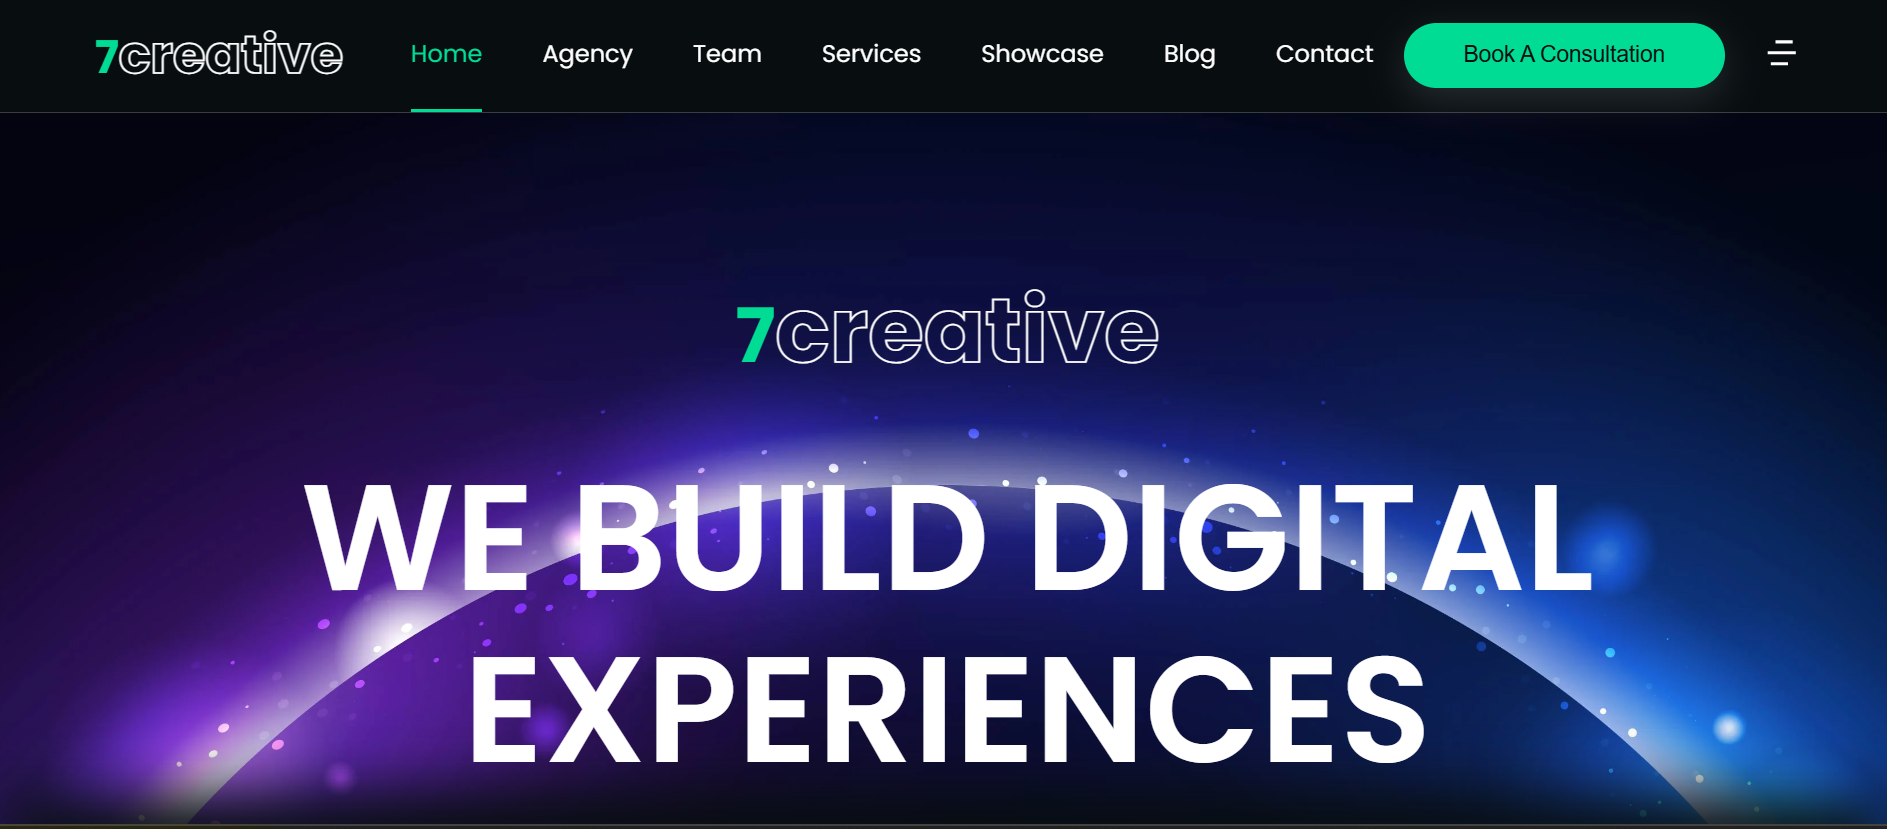 7creative Home Agency Team Services Showcase Blog Contact Book A Consultation
7creative
WE BUILD DIGITAL
EXPERIENCES